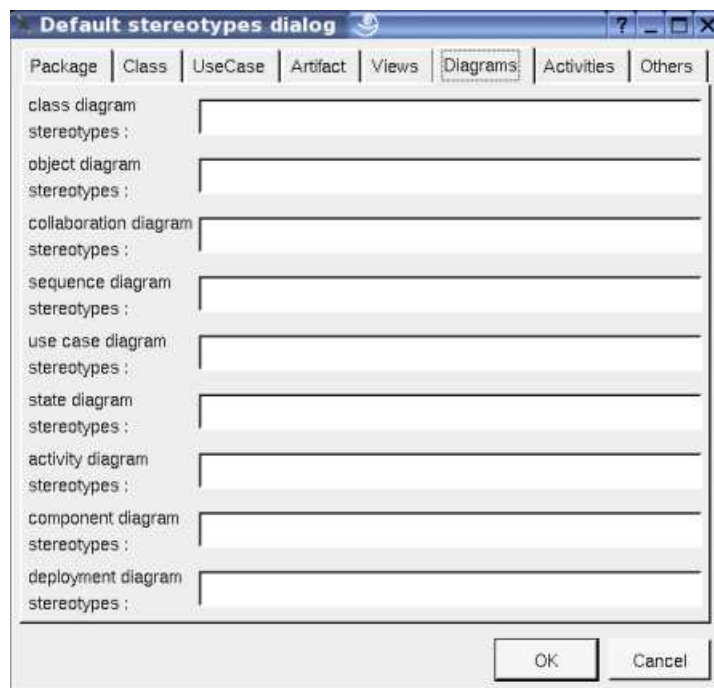 Default stereotypes dialog ?
Package Class UseCase Artifact Views Diagrams Activities Others
class diagram
stereotypes :
object diagram
stereotypes :
collaboration diagram
stereotypes :
sequence diagram
stereotypes :
use case diagram
stereotypes :
state diagram
stereotypes :
activity diagram
stereotypes :
component diagram
stereotypes :
deployment diagram
stereotypes :
OK Cancel